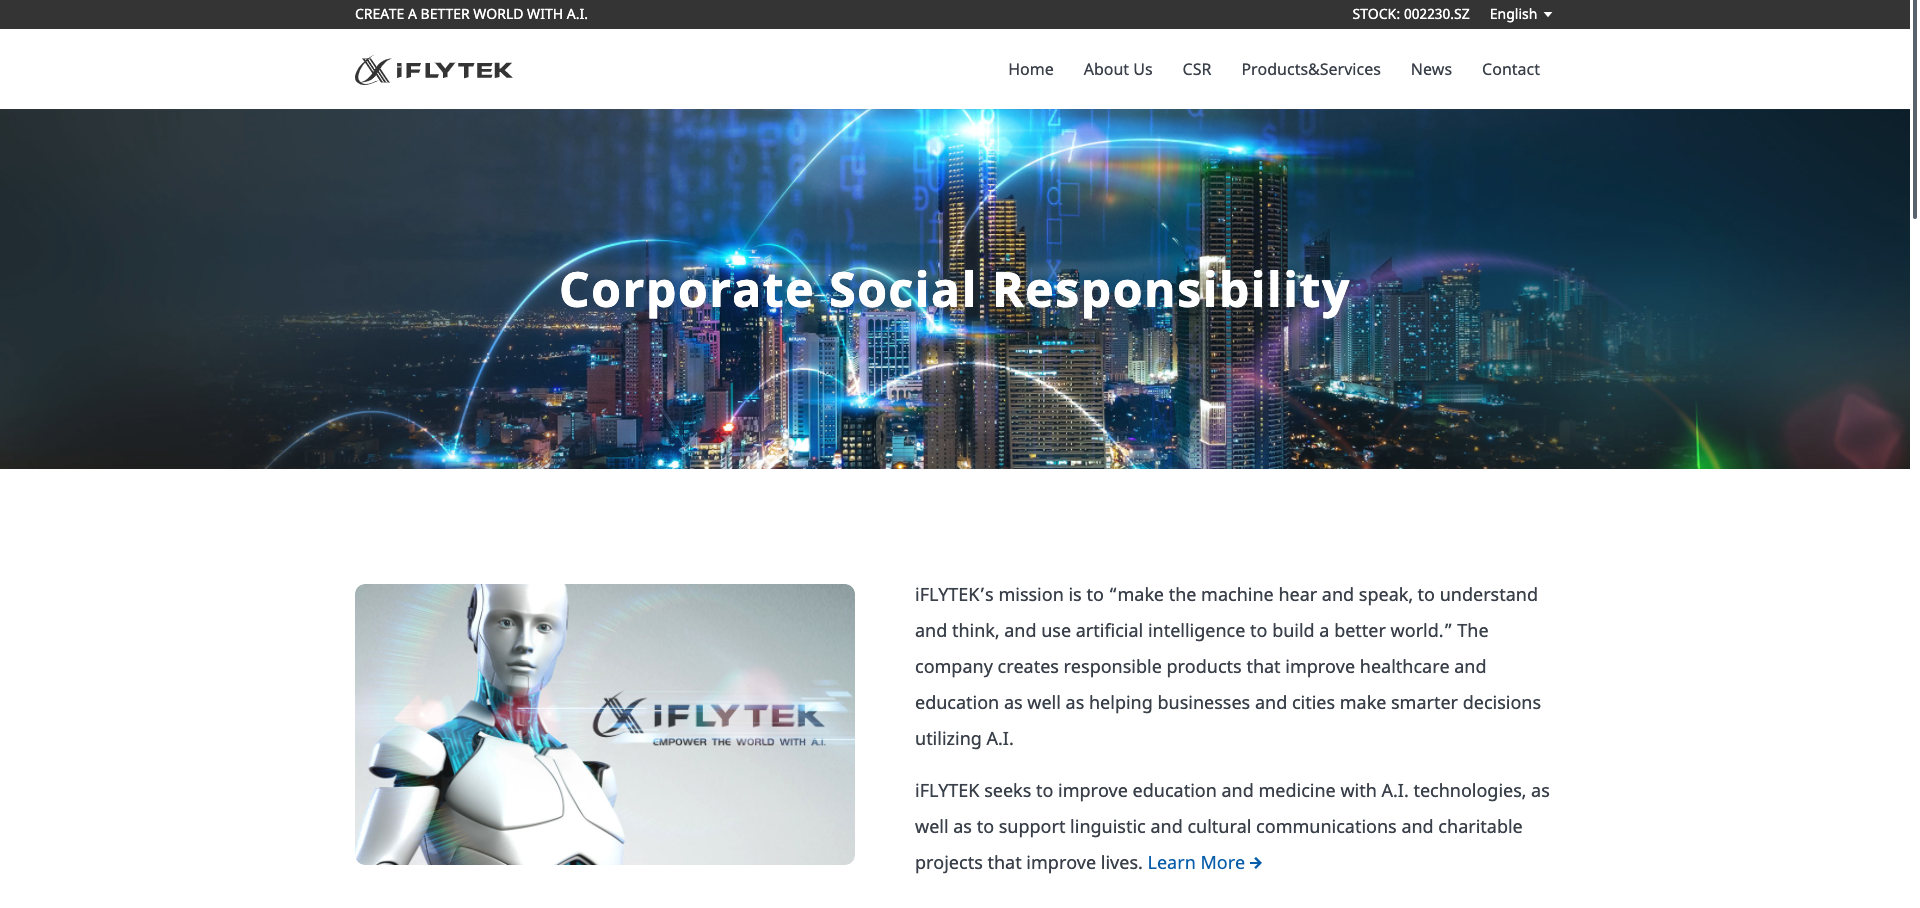 CREATE A BETTER WORLD WITH A.I.
STOCK: 002230.SZ English
iFLYTEK
Home About Us CSR Products&Services News Contact
Corporate Social Responsibility
iFLYTEK
EMPOWER THE WORLD WITH A.I.
iFLYTEK’s mission is to “make the machine hear and speak, to understand
and think, and use artificial intelligence to build a better world.” The
company creates responsible products that improve healthcare and
education as well as helping businesses and cities make smarter decisions
utilizing A.I.
iFLYTEK seeks to improve education and medicine with A.I. technologies, as
well as to support linguistic and cultural communications and charitable
projects that improve lives. Learn More →